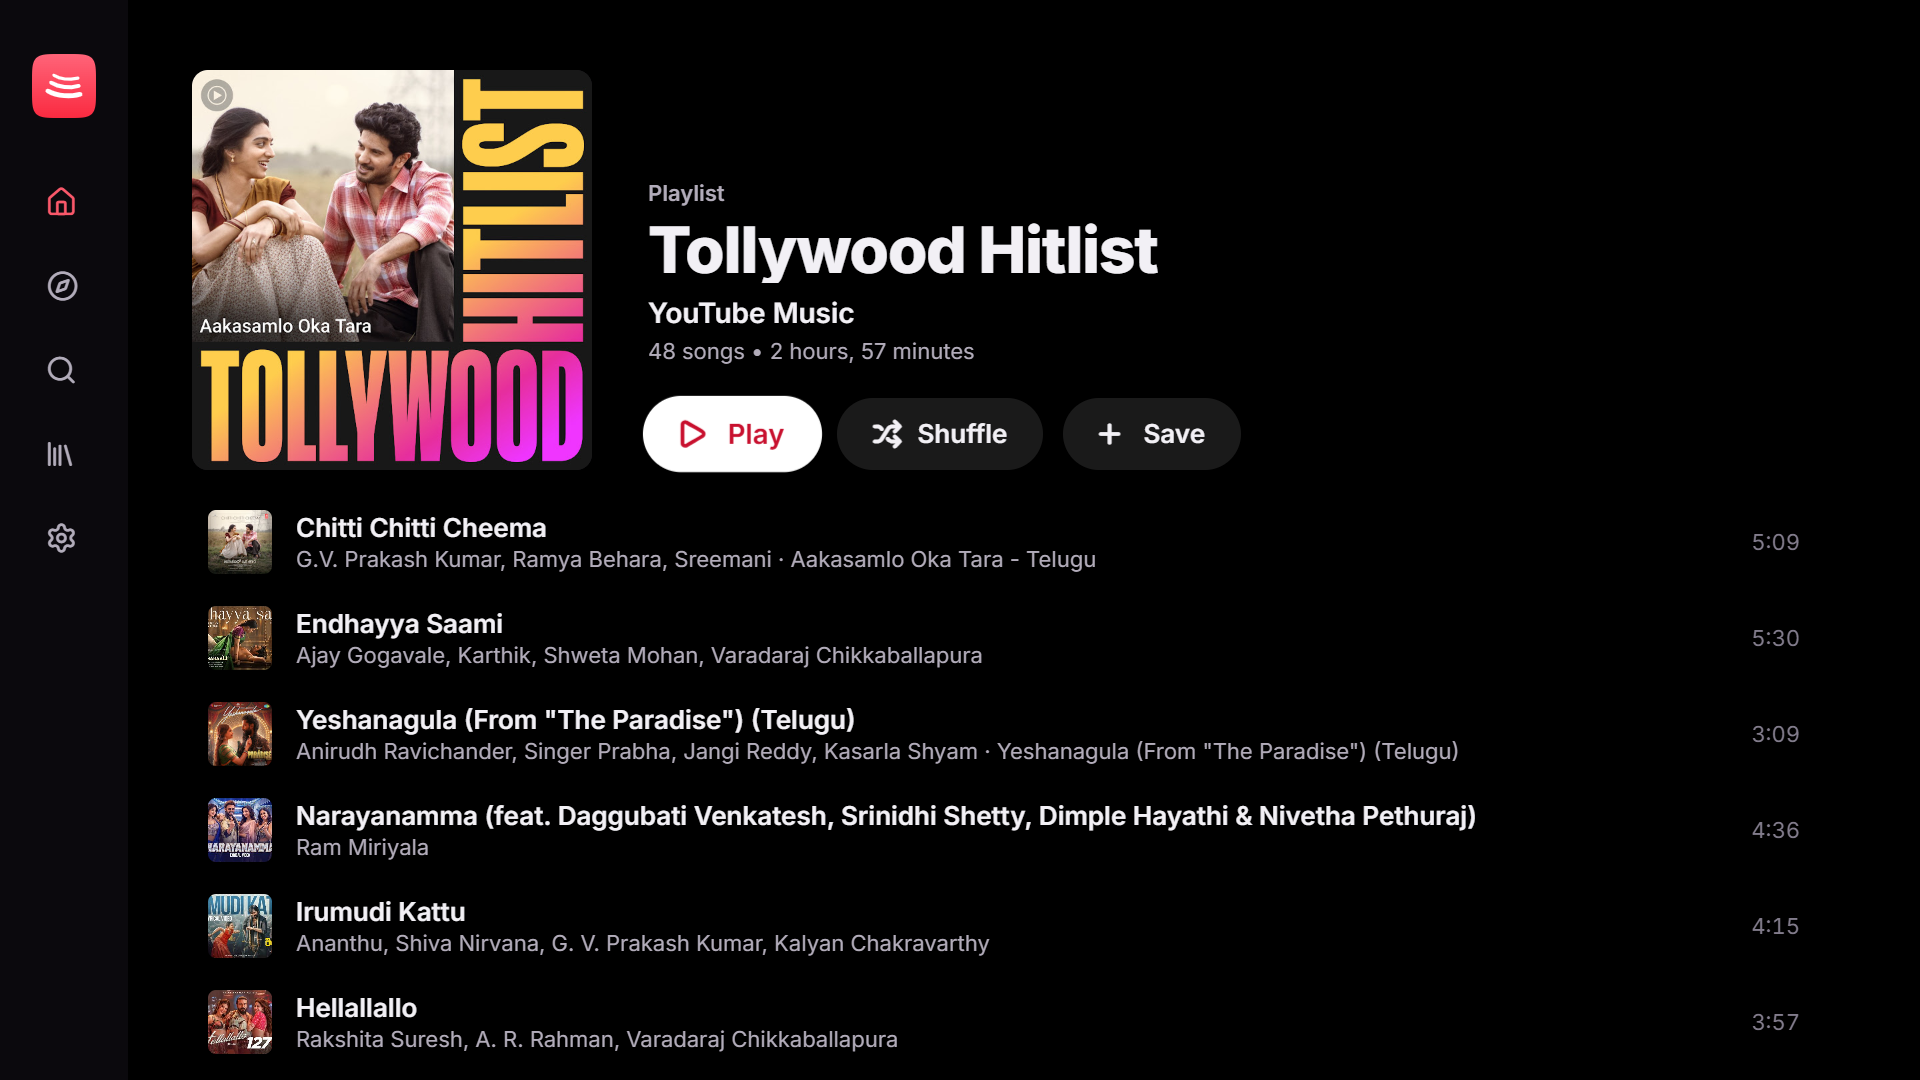 Aakasamlo Oka Tara
HITLIST
TOLLYWOOD
Playlist
Tollywood Hitlist
YouTube Music
48 songs • 2 hours, 57 minutes
Play
Shuffle
Save
Chitti Chitti Cheema
G.V. Prakash Kumar, Ramya Behara, Sreemani · Aakasamlo Oka Tara - Telugu
5:09
Endhayya Saami
Ajay Gogavale, Karthik, Shweta Mohan, Varadaraj Chikkaballapura
5:30
Yeshanagula (From "The Paradise") (Telugu)
Anirudh Ravichander, Singer Prabha, Jangi Reddy, Kasarla Shyam · Yeshanagula (From "The Paradise") (Telugu)
3:09
NARAYANAMMA
Narayanamma (feat. Daggubati Venkatesh, Srinidhi Shetty, Dimple Hayathi & Nivetha Pethuraj)
Ram Miriyala
4:36
Irumudi Kattu
Ananthu, Shiva Nirvana, G. V. Prakash Kumar, Kalyan Chakravarthy
4:15
Hellallallo
127
Hellallallo
Rakshita Suresh, A. R. Rahman, Varadaraj Chikkaballapura
3:57